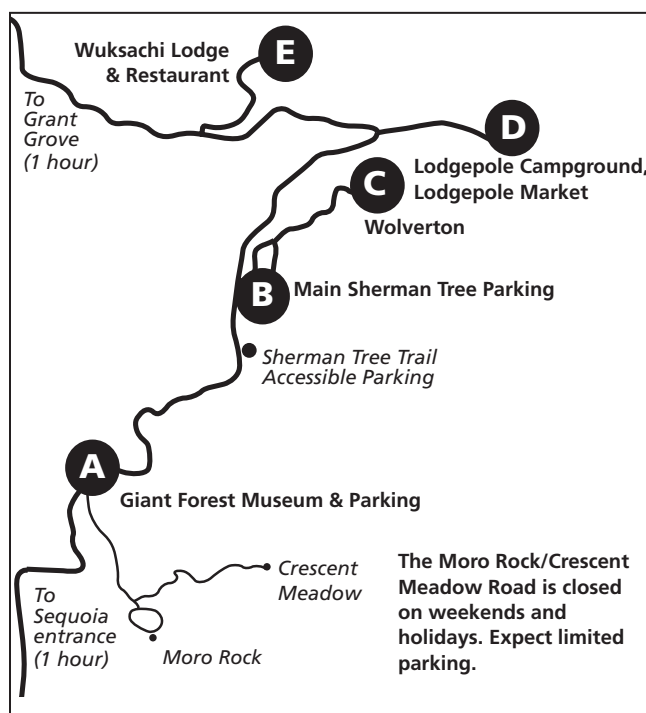 Wuksachi Lodge
& Restaurant
E
To
Grant
Grove
(1 hour)
D
Lodgepole Campground,
Lodgepole Market
C
Wolverton
B
Main Sherman Tree Parking
Sherman Tree Trail
Accessible Parking
A
Giant Forest Museum & Parking
Crescent
Meadow
To
Sequoia
entrance
(1 hour)
Moro Rock
The Moro Rock/Crescent
Meadow Road is closed
on weekends and
holidays. Expect limited
parking.